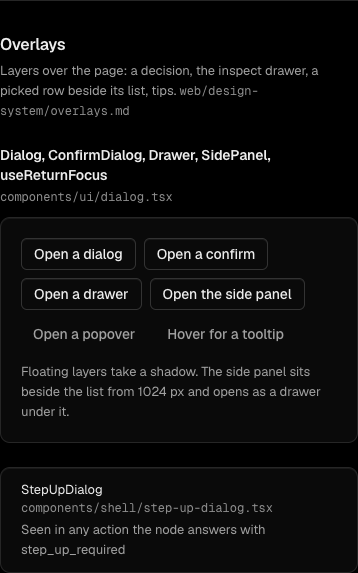 Overlays
Layers over the page: a decision, the inspect drawer, a
picked row beside its list, tips. web/design-
system/overlays.md
Dialog, ConfirmDialog, Drawer, SidePanel,
useReturnFocus
components/ui/dialog.tsx
Open a dialog Open a confirm
Open a drawer Open the side panel
Open a popover Hover for a tooltip
Floating layers take a shadow. The side panel sits
beside the list from 1024 px and opens as a drawer
under it.
StepUpDialog
components/shell/step-up-dialog.tsx
Seen in any action the node answers with
step_up_required